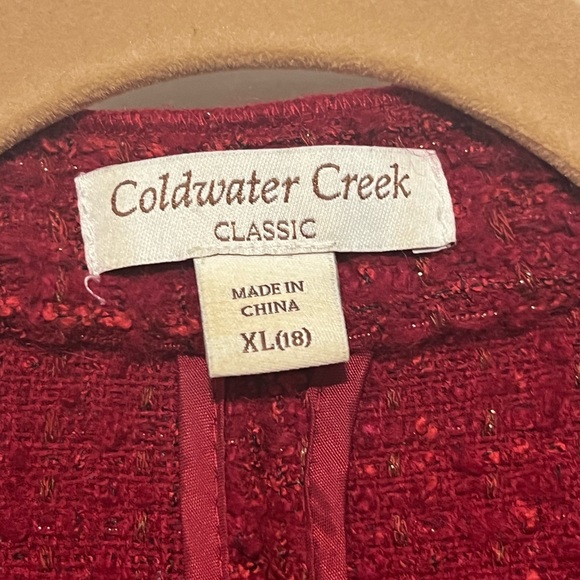 Coldwater Creek
CLASSIC
MADE IN
CHINA
XL(18)